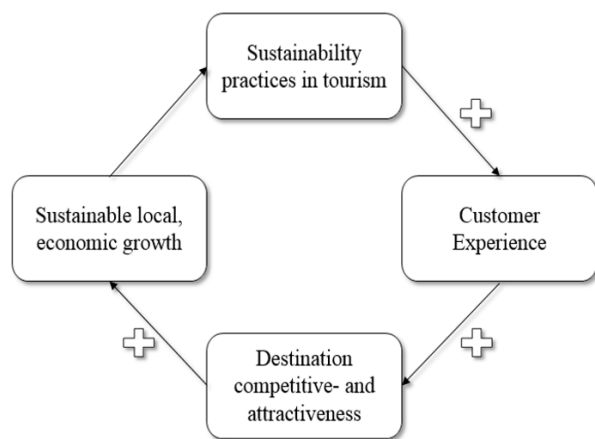 Sustainability
practices in tourism
Sustainable local,
economic growth
Customer
Experience
Destination
competitive- and
attractiveness